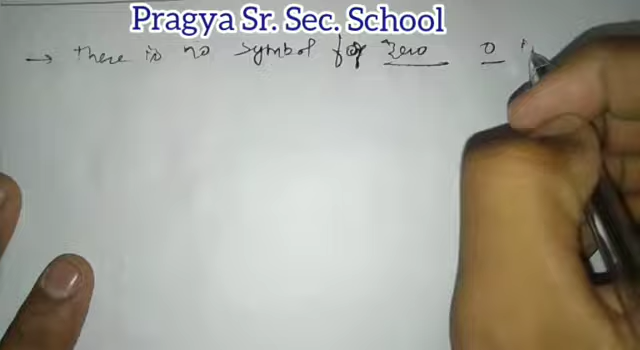 Pragya Sr. Sec. School
→ there is no symbol for zero 0